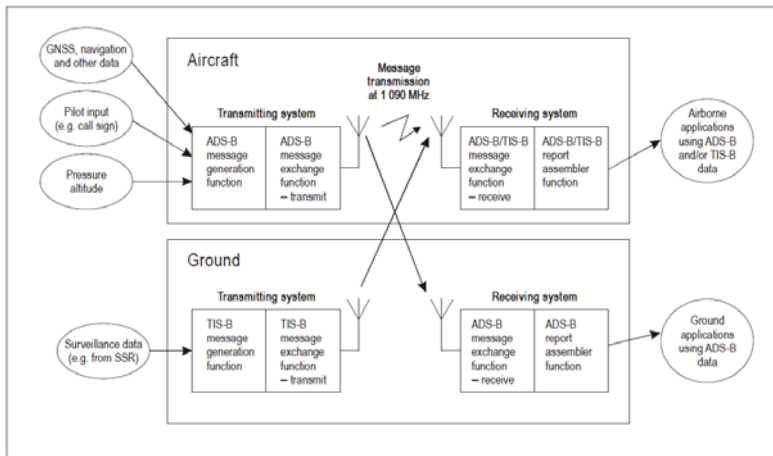 GNSS, navigation
and other data
Pilot input
(e.g. call sign)
Pressure
altitude
Aircraft
Message
transmission
at 1 090 MHz
Transmitting system
ADS-B
message
generation
function
ADS-B
message
exchange
function
– transmit
Receiving system
ADS-B/TIS-B
message
exchange
function
– receive
ADS-B/TIS-B
report
assembler
function
Airborne
applications
using ADS-B
and/or TIS-B
data
Ground
Surveillance data
(e.g. from SSR)
Transmitting system
TIS-B
message
generation
function
TIS-B
message
exchange
function
– transmit
Receiving system
ADS-B
message
exchange
function
– receive
ADS-B
report
assembler
function
Ground
applications
using ADS-B
data